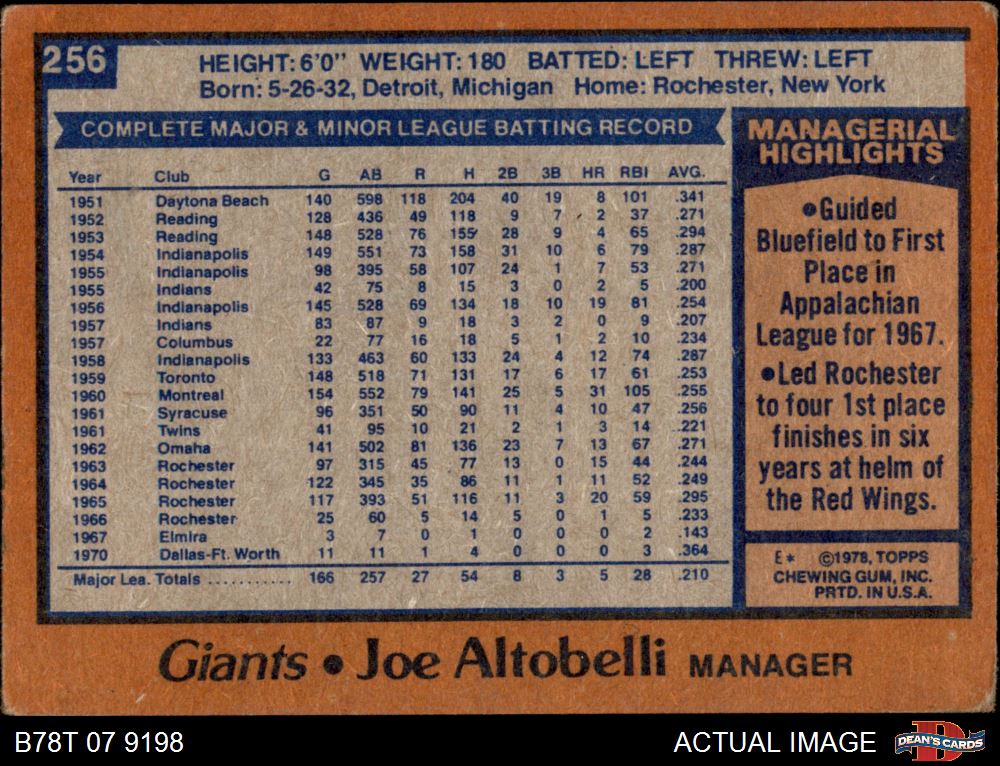 256
HEIGHT: 6'0" WEIGHT: 180 BATTED: LEFT THREW: LEFT
Born: 5-26-32, Detroit, Michigan Home: Rochester, New York
COMPLETE MAJOR & MINOR LEAGUE BATTING RECORD
Year Club G AB R H 2B 3B HR RBI AVG.
1951 Daytona Beach 140 598 118 204 40 19 8 101 .341
1952 Reading 128 436 49 118 9 7 2 37 .271
1953 Reading 148 528 76 155 28 9 4 65 .294
1954 Indianapolis 149 551 73 158 31 10 6 79 .287
1955 Indianapolis 98 395 58 107 24 1 7 53 .271
1955 Indians 42 75 8 15 3 0 2 5 .200
1956 Indianapolis 145 528 69 134 18 10 19 81 .254
1957 Indians 83 87 9 18 3 2 0 9 .207
1957 Columbus 22 77 16 18 5 1 2 10 .234
1958 Indianapolis 133 463 60 133 24 4 12 74 .287
1959 Toronto 148 518 71 131 17 6 17 61 .253
1960 Montreal 154 552 79 141 25 5 31 105 .255
1961 Syracuse 96 351 50 90 11 4 10 47 .256
1961 Twins 41 95 10 21 2 1 3 14 .221
1962 Omaha 141 502 81 136 23 7 13 67 .271
1963 Rochester 97 315 45 77 13 0 15 44 .244
1964 Rochester 122 345 35 86 11 1 11 52 .249
1965 Rochester 117 393 51 116 11 3 20 59 .295
1966 Rochester 25 60 5 14 5 0 1 5 .233
1967 Elmira 3 7 0 1 0 0 0 2 .143
1970 Dallas-Ft. Worth 11 11 1 4 0 0 0 3 .364
Major Lea. Totals ........... 166 257 27 54 8 3 5 28 .210
MANAGERIAL
HIGHLIGHTS
•Guided
Bluefield to First
Place in
Appalachian
League for 1967.
•Led Rochester
to four 1st place
finishes in six
years at helm of
the Red Wings.
E* ©1978, TOPPS
CHEWING GUM, INC.
PRTD. IN U.S.A.
Giants • Joe Altobelli MANAGER
B78T 07 9198 ACTUAL IMAGE
DEAN'S CARDS